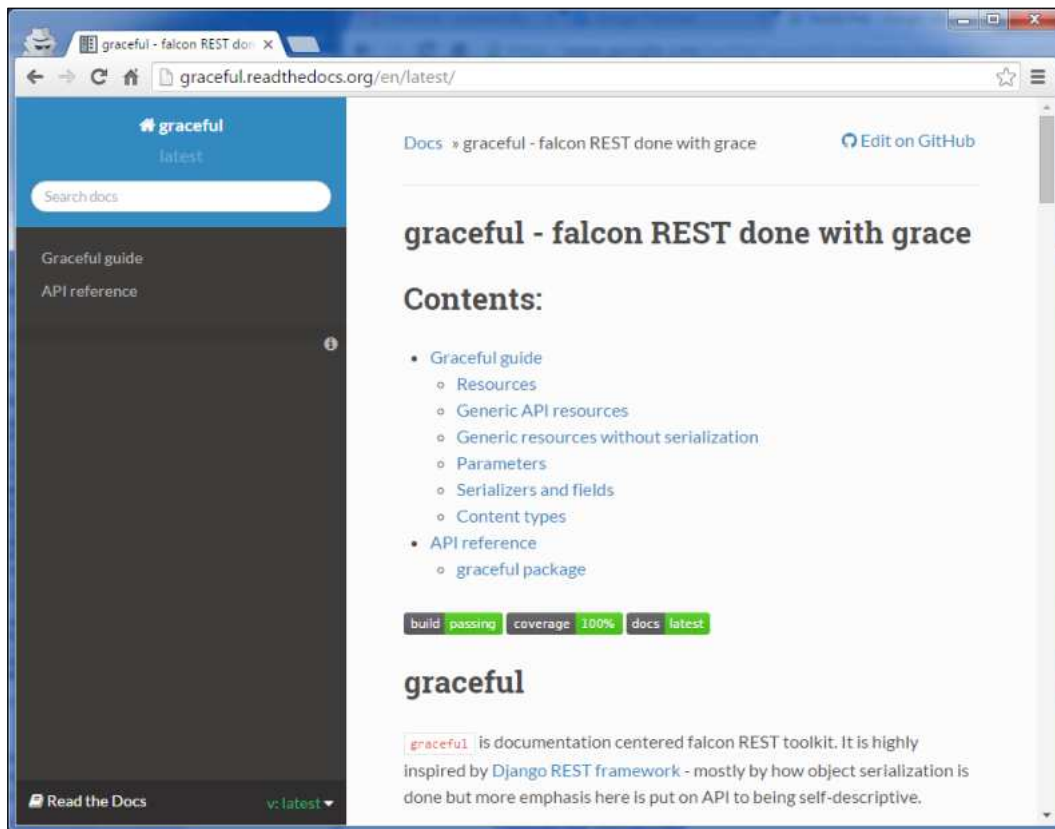 graceful - falcon REST don
graceful.readthedocs.org/en/latest/
graceful
latest
Search docs
Graceful guide
API reference
Read the Docs
v: latest
Docs » graceful - falcon REST done with grace
Edit on GitHub
graceful - falcon REST done with grace
Contents:
• Graceful guide
◦ Resources
◦ Generic API resources
◦ Generic resources without serialization
◦ Parameters
◦ Serializers and fields
◦ Content types
• API reference
◦ graceful package
build passing coverage 100% docs latest
graceful
graceful is documentation centered falcon REST toolkit. It is highly
inspired by Django REST framework - mostly by how object serialization is
done but more emphasis here is put on API to being self-descriptive.